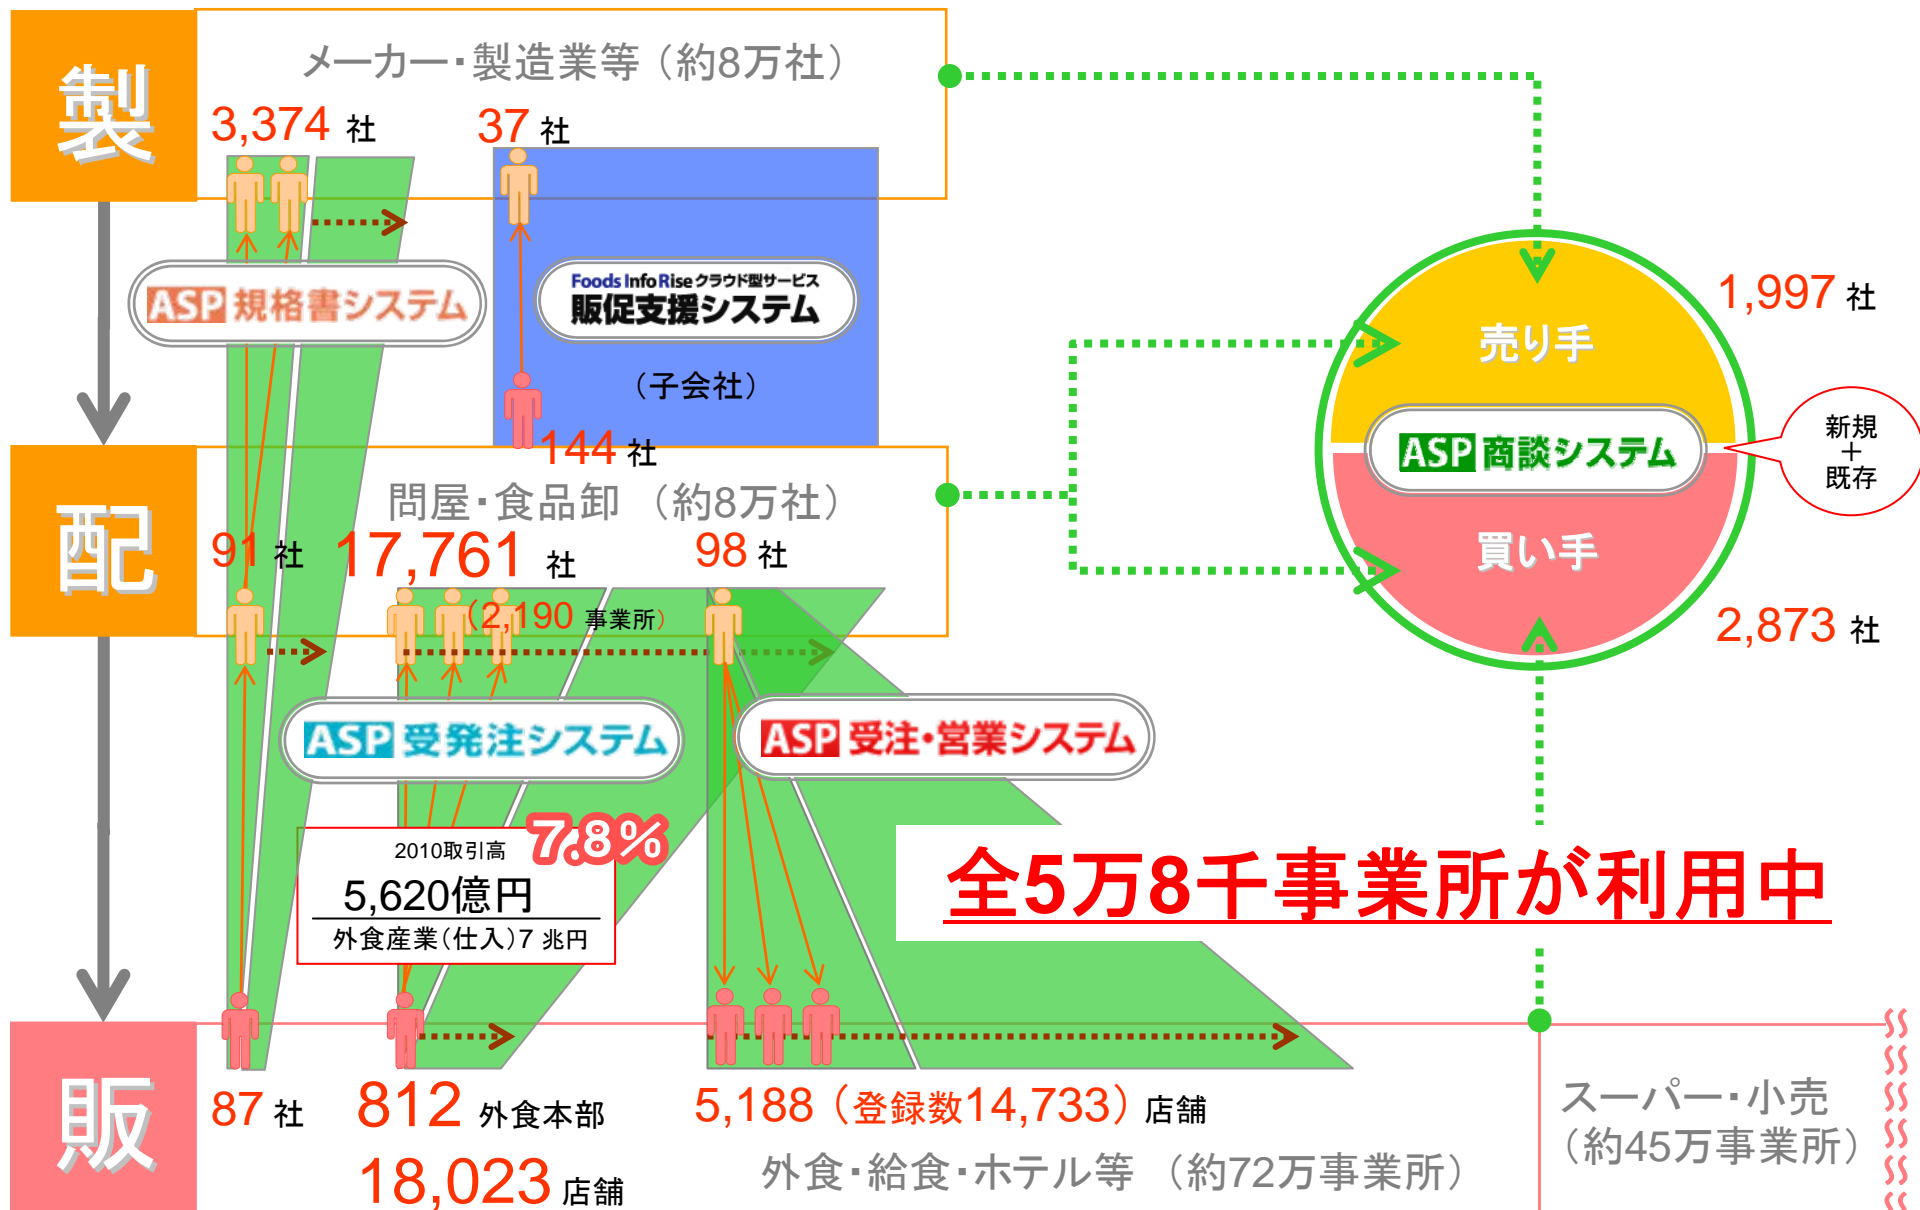 製
メーカー・製造業等（約8万社）
3,374 社
37 社
ASP 規格書システム
Foods Info Rise クラウド型サービス
販促支援システム
（子会社）
144 社
売り手
1,997 社
ASP 商談システム
新規
＋
既存
買い手
2,873 社
配
問屋・食品卸 （約8万社）
91 社
17,761 社
（2,190 事業所）
98 社
ASP 受発注システム
ASP 受注・営業システム
7.8%
2010取引高
5,620億円
外食産業（仕入）7 兆円
全5万8千事業所が利用中
販
87 社
812 外食本部
18,023 店舗
5,188（登録数14,733）店舗
外食・給食・ホテル等 （約72万事業所）
スーパー・小売
（約45万事業所）